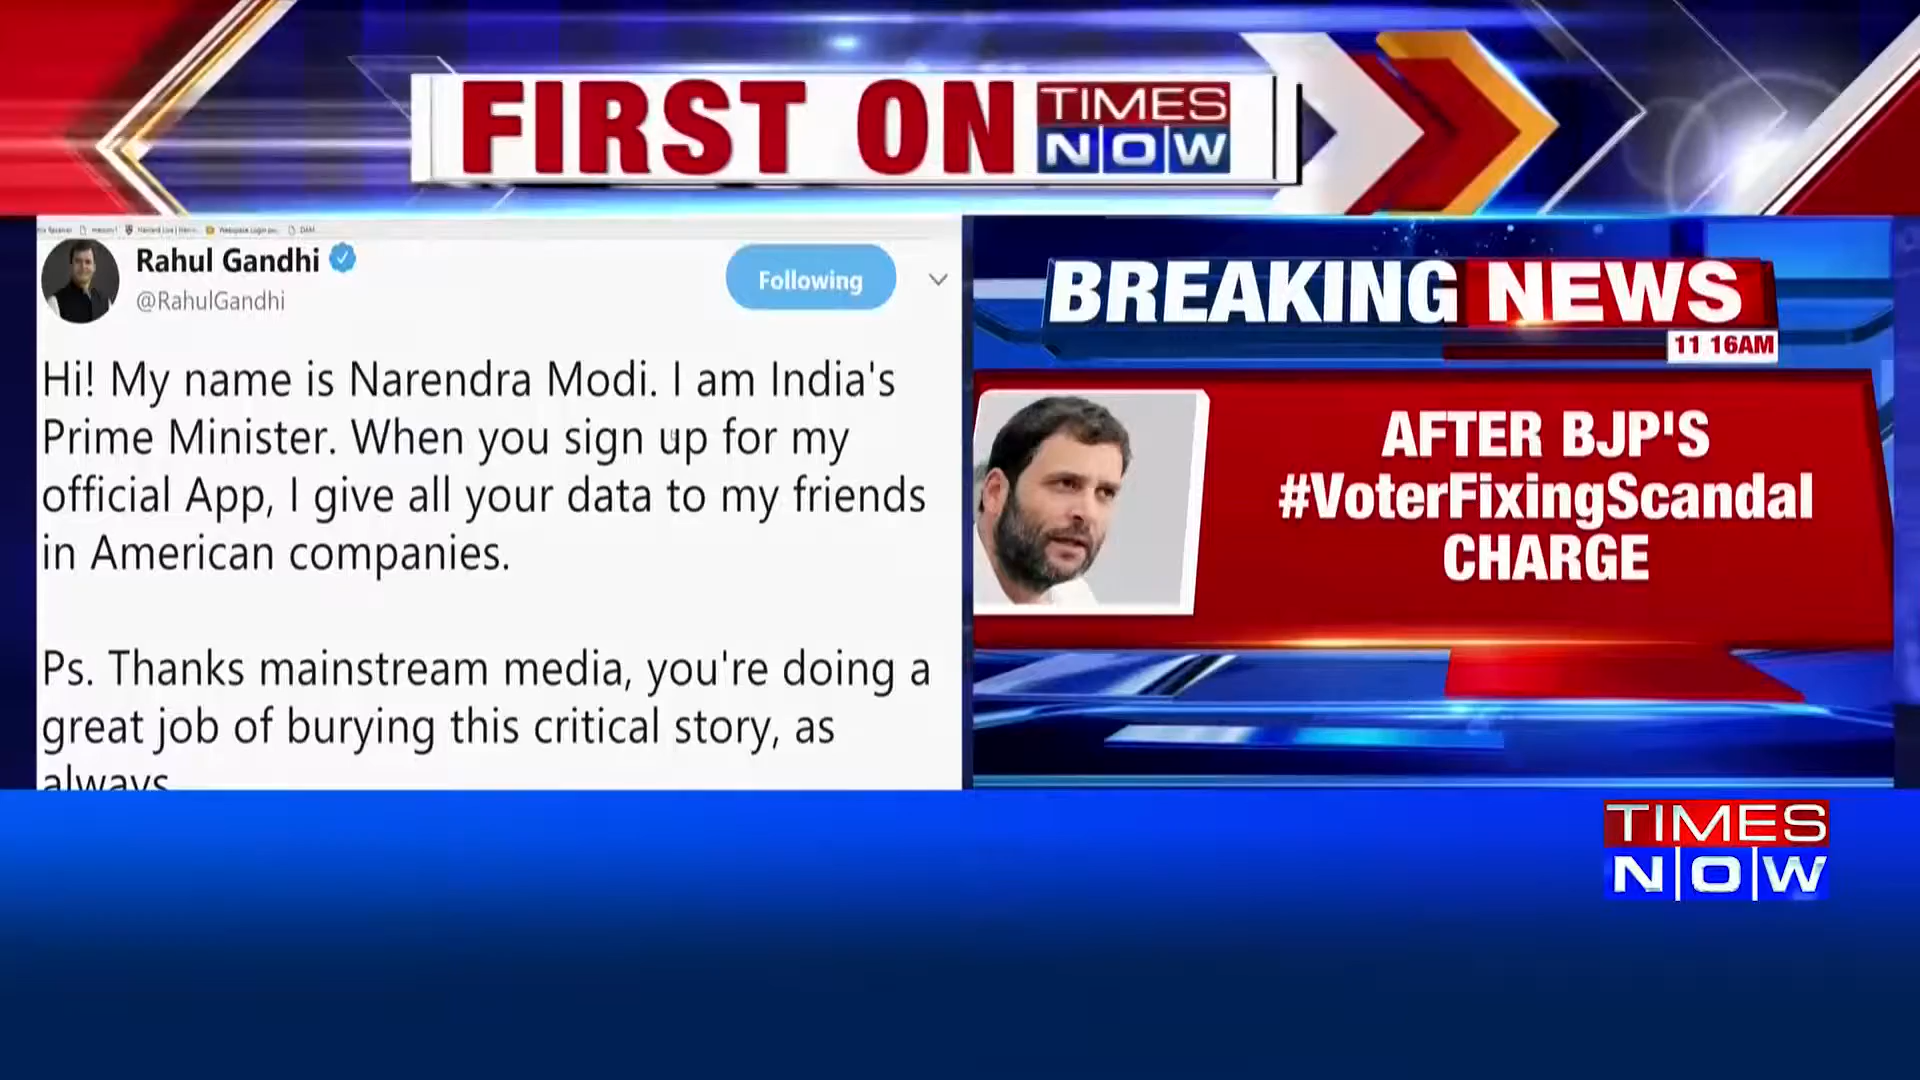 FIRST ON TIMES NOW
Rahul Gandhi
@RahulGandhi
Following
Hi! My name is Narendra Modi. I am India's
Prime Minister. When you sign up for my
official App, I give all your data to my friends
in American companies.
Ps. Thanks mainstream media, you're doing a
great job of burying this critical story, as
always.
BREAKING NEWS
11 16AM
AFTER BJP'S
#VoterFixingScandal
CHARGE
TIMES
NOW